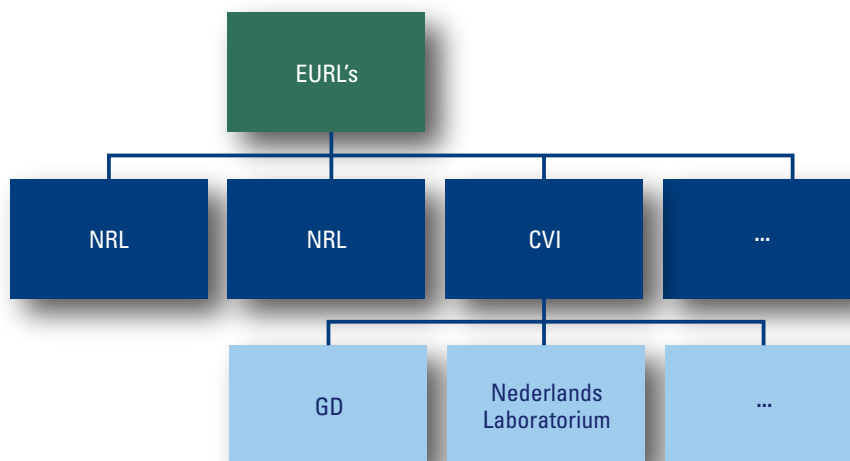 EURL's
NRL
NRL
CVI
...
GD
Nederlands
Laboratorium
...